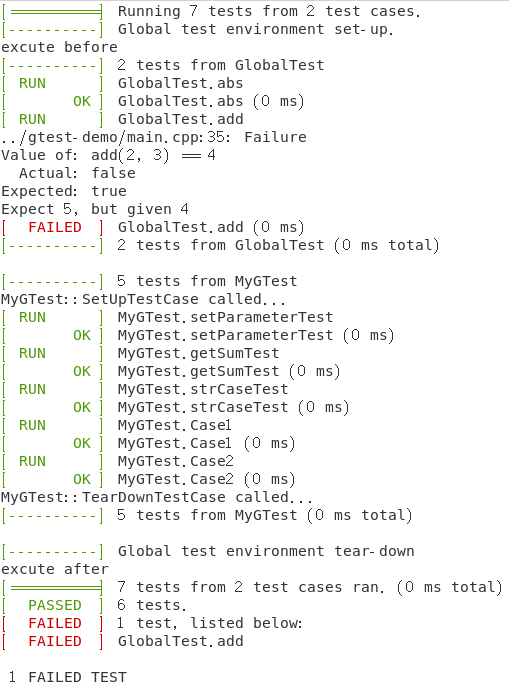 [==========] Running 7 tests from 2 test cases.
[----------] Global test environment set-up.
excute before
[----------] 2 tests from GlobalTest
[ RUN      ] GlobalTest.abs
[       OK ] GlobalTest.abs (0 ms)
[ RUN      ] GlobalTest.add
../gtest-demo/main.cpp:35: Failure
Value of: add(2, 3) == 4
  Actual: false
Expected: true
Expect 5, but given 4
[  FAILED  ] GlobalTest.add (0 ms)
[----------] 2 tests from GlobalTest (0 ms total)

[----------] 5 tests from MyGTest
MyGTest::SetUpTestCase called...
[ RUN      ] MyGTest.setParameterTest
[       OK ] MyGTest.setParameterTest (0 ms)
[ RUN      ] MyGTest.getSumTest
[       OK ] MyGTest.getSumTest (0 ms)
[ RUN      ] MyGTest.strCaseTest
[       OK ] MyGTest.strCaseTest (0 ms)
[ RUN      ] MyGTest.Case1
[       OK ] MyGTest.Case1 (0 ms)
[ RUN      ] MyGTest.Case2
[       OK ] MyGTest.Case2 (0 ms)
MyGTest::TearDownTestCase called...
[----------] 5 tests from MyGTest (0 ms total)

[----------] Global test environment tear-down
excute after
[==========] 7 tests from 2 test cases ran. (0 ms total)
[  PASSED  ] 6 tests.
[  FAILED  ] 1 test, listed below:
[  FAILED  ] GlobalTest.add

 1 FAILED TEST